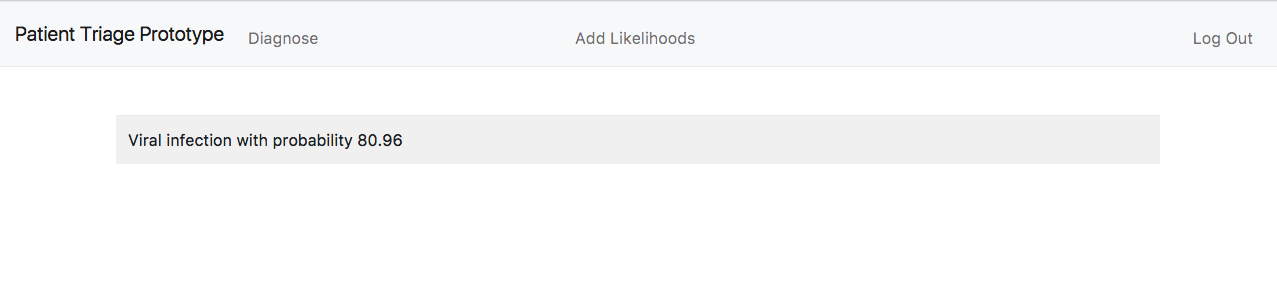 Patient Triage Prototype Diagnose Add Likelihoods Log Out
Viral infection with probability 80.96